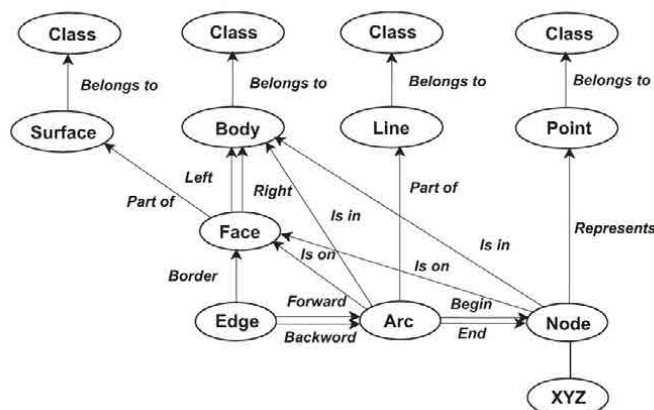 Class Class Class Class
Belongs to Belongs to Belongs to Belongs to
Surface Body Line Point
Left Right
Part of Part of
Is in Is in
Represents
Face
Is on Is on
Border
Forward Begin
Edge Arc Node
Backword End
XYZ